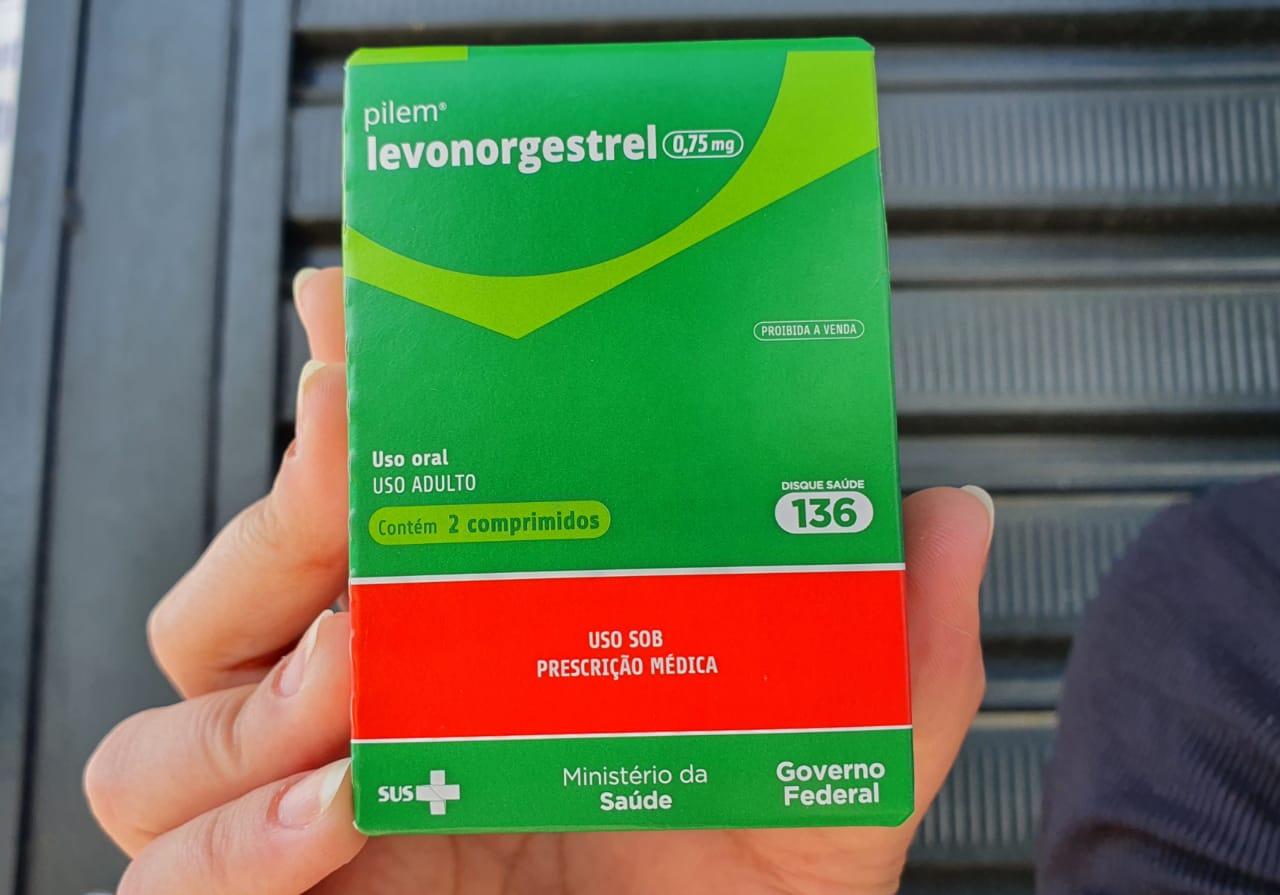 pilem®
levonorgestrel 0,75 mg
PROIBIDA A VENDA
Uso oral
USO ADULTO
Contém 2 comprimidos
DISQUE SAÚDE
136
USO SOB
PRESCRIÇÃO MÉDICA
SUS
Ministério da
Saúde
Governo
Federal